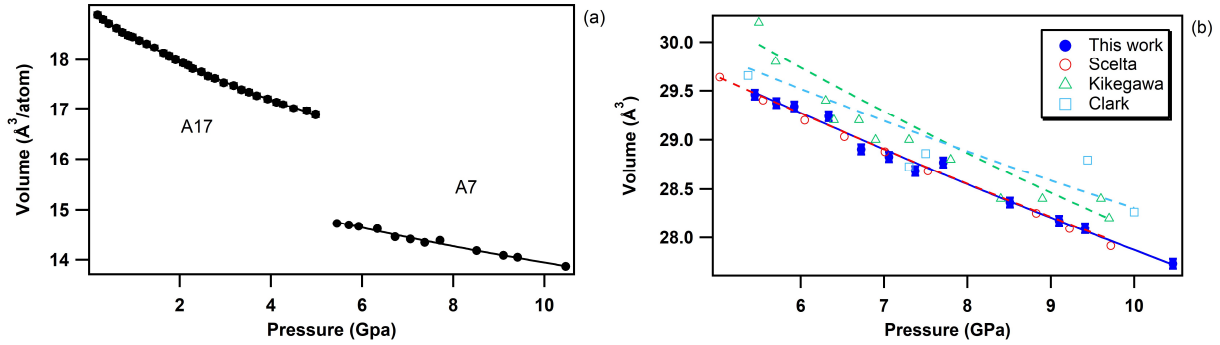 (a)
Volume (Å³/atom)
18
17
16
15
14
A17
A7
2
4
6
8
10
Pressure (Gpa)
(b)
Volume (Å³)
30.0
29.5
29.0
28.5
28.0
This work
Scelta
Kikegawa
Clark
6
7
8
9
10
Pressure (GPa)